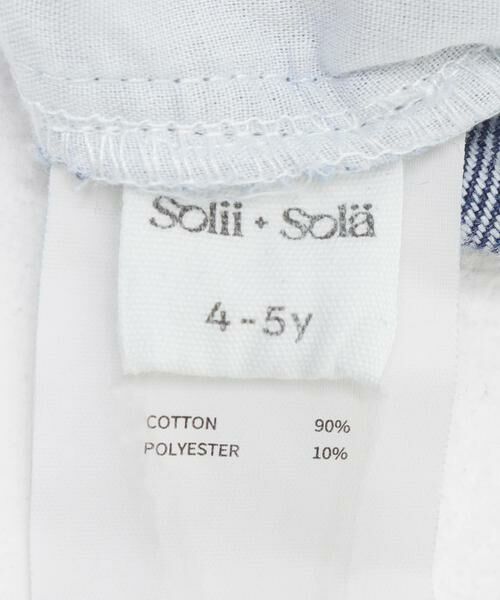 Solii + Solä
4-5y
COTTON 90%
POLYESTER 10%